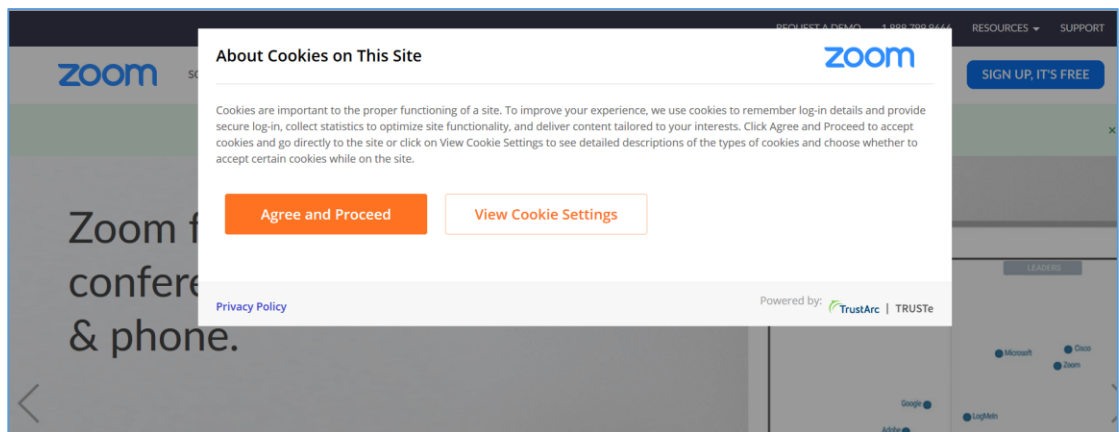 REQUEST A DEMO 1.888.799.9666 RESOURCES SUPPORT
zoom
SIGN UP, IT'S FREE
About Cookies on This Site
zoom
Cookies are important to the proper functioning of a site. To improve your experience, we use cookies to remember log-in details and provide
secure log-in, collect statistics to optimize site functionality, and deliver content tailored to your interests. Click Agree and Proceed to accept
cookies and go directly to the site or click on View Cookie Settings to see detailed descriptions of the types of cookies and choose whether to
accept certain cookies while on the site.
Agree and Proceed
View Cookie Settings
Privacy Policy
Powered by: TrustArc | TRUSTe
Zoom
& phone.
LEADERS
Microsoft
Cisco
Zoom
Google
LogMeIn
Adobe